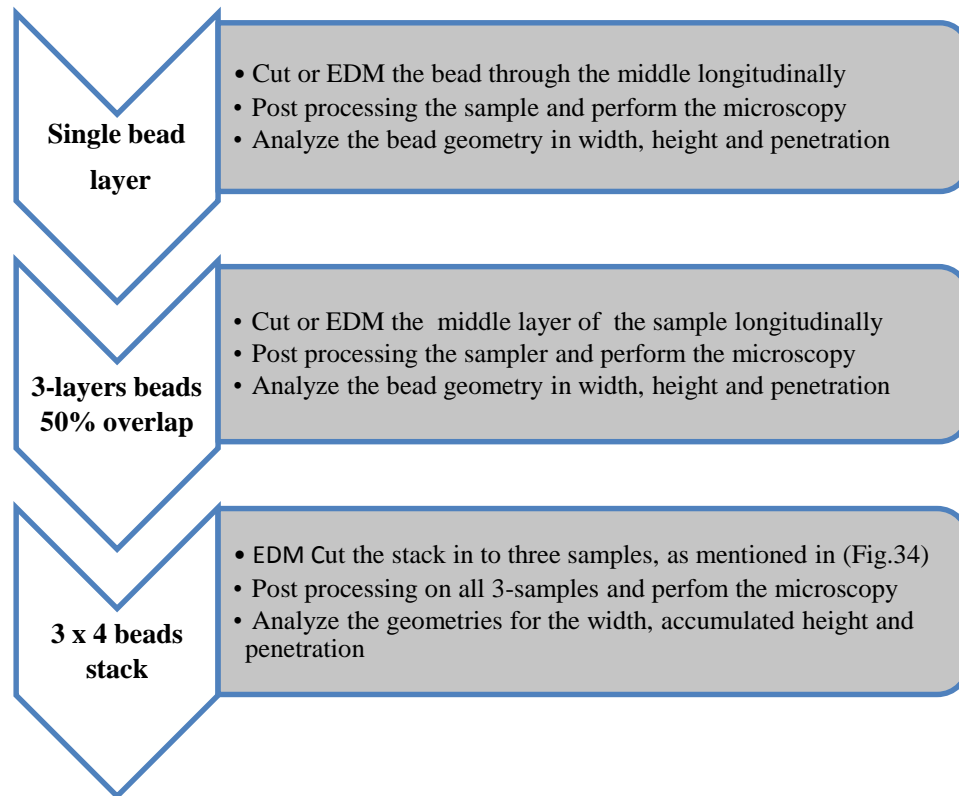 Single bead
layer
• Cut or EDM the bead through the middle longitudinally
• Post processing the sample and perform the microscopy
• Analyze the bead geometry in width, height and penetration
3-layers beads
50% overlap
• Cut or EDM the  middle layer of  the sample longitudinally
• Post processing the sampler and perform the microscopy
• Analyze the bead geometry in width, height and penetration
3 x 4 beads
stack
• EDM Cut the stack in to three samples, as mentioned in (Fig.34)
• Post processing on all 3-samples and perfom the microscopy
• Analyze the geometries for the width, accumulated height and
penetration